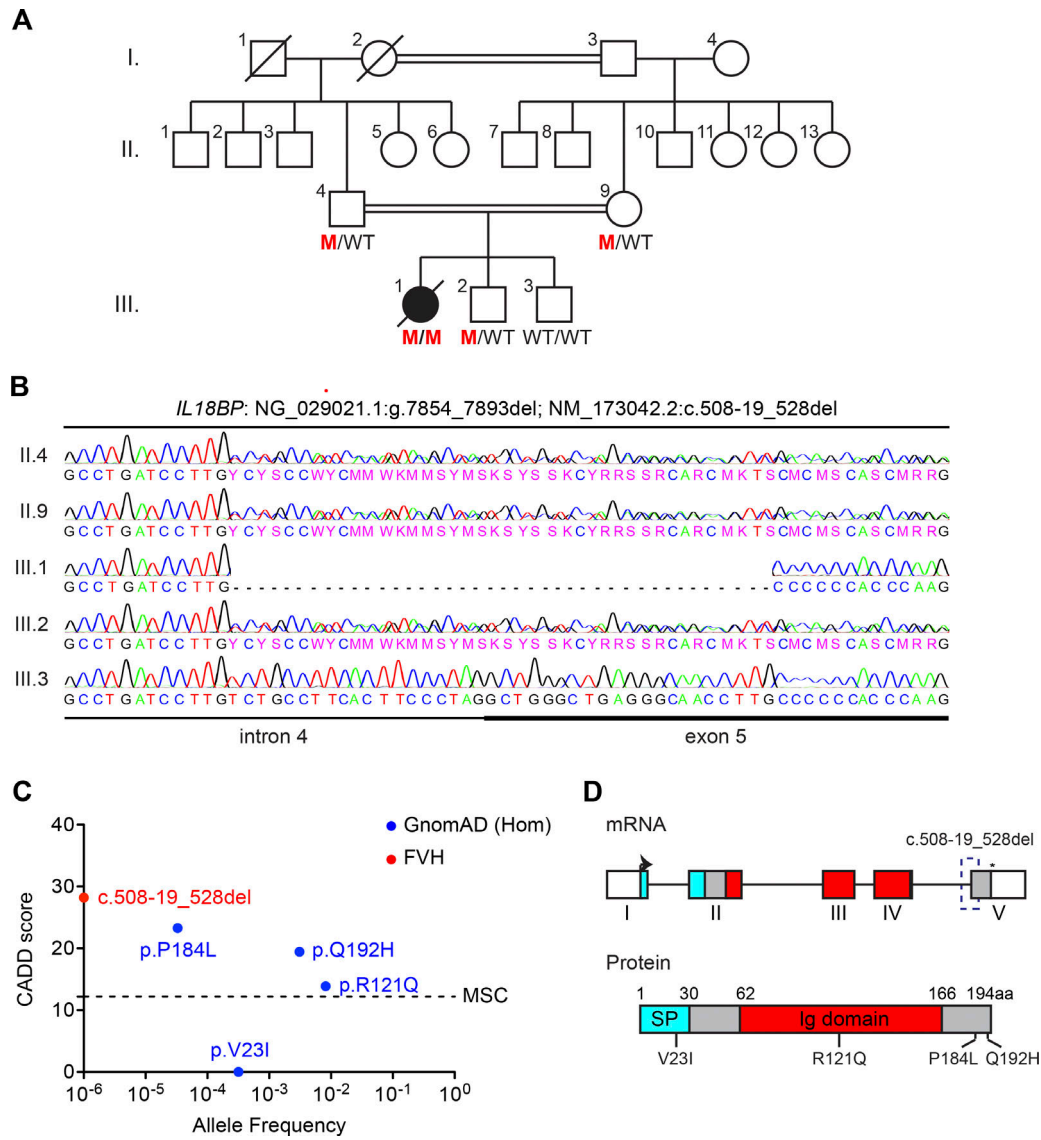 A
I.
1
2
3
4
II.
1
2
3
5
6
7
8
10
11
12
13
4
9
M/WT
M/WT
III.
1
2
3
M/M
M/WT
WT/WT
B
IL18BP: NG_029021.1:g.7854_7893del; NM_173042.2:c.508-19_528del
II.4
GCCTGATCCTTGYCYSCCWYCMMWKMMSYMSKSYSSKCYRRSSRCARCMKTSCMCMSCASCMRRG
II.9
GCCTGATCCTTGYCYSCCWYCMMWKMMSYMSKSYSSKCYRRSSRCARCMKTSCMCMSCASCMRRG
III.1
GCCTGATCCTTG----------------------------------------CCCCCCACCCAAG
III.2
GCCTGATCCTTGYCYSCCWYCMMWKMMSYMSKSYSSKCYRRSSRCARCMKTSCMCMSCASCMRRG
III.3
GCCTGATCCTTGTCTGCCTTCACTTCCCTAGGCTGGGCTGAGGGCAACCTTGCCCCCCACCCAAG
intron 4
exon 5
C
CADD score
40
30
20
10
0
GnomAD (Hom)
FVH
c.508-19_528del
p.P184L
p.Q192H
p.R121Q
MSC
p.V23I
10-6
10-5
10-4
10-3
10-2
10-1
100
Allele Frequency
D
mRNA
c.508-19_528del
*
I
II
III
IV
V
Protein
1
30
62
166
194aa
SP
Ig domain
V23I
R121Q
P184L
Q192H